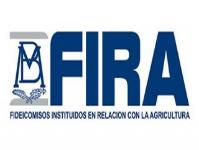 FIRA
FIDEICOMISOS INSTITUIDOS EN RELACION CON LA AGRICULTURA